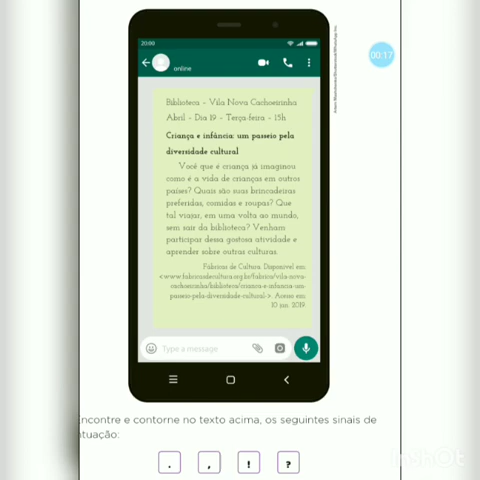 00:17
20:00
online
Biblioteca – Vila Nova Cachoeirinha
Abril – Dia 19 – Terça-feira – 15h
Criança e infância: um passeio pela
diversidade cultural
Você que é criança já imaginou
como é a vida de crianças em outros
países? Quais são suas brincadeiras
preferidas, comidas e roupas? Que
tal viajar, em uma volta ao mundo,
sem sair da biblioteca? Venham
participar dessa gostosa atividade e
aprender sobre outras culturas.
Fábricas de Cultura. Disponível em:
<www.fabricasdecultura.org.br/fabrica/vila-nova-
cachoeirinha/biblioteca/crianca-e-infancia-um-
passeio-pela-diversidade-cultural->. Acesso em:
10 jun. 2019.
Type a message
ncontre e contorne no texto acima, os seguintes sinais de
tuação:
. , ! ?